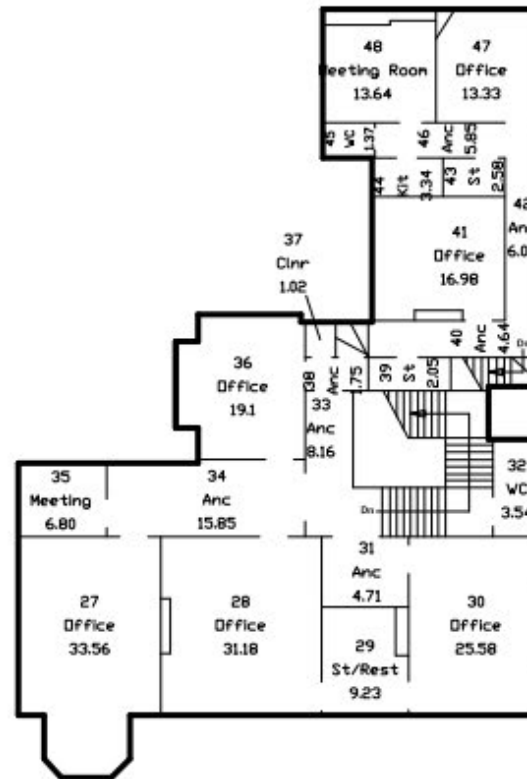 48
Meeting Room
13.64
47
Office
13.33
45
WC
1.37
46
Anc
5.85
44
Kit
3.34
43
St
2.58
42
An
6.0
41
Office
16.98
37
Clnr
1.02
40
Anc
4.64
Dn
36
Office
19.1
38
Anc
1.75
39
St
2.05
33
Anc
8.16
35
Meeting
6.80
34
Anc
15.85
Dn
32
WC
3.54
31
Anc
4.71
27
Office
33.56
28
Office
31.18
29
St/Rest
9.23
30
Office
25.58